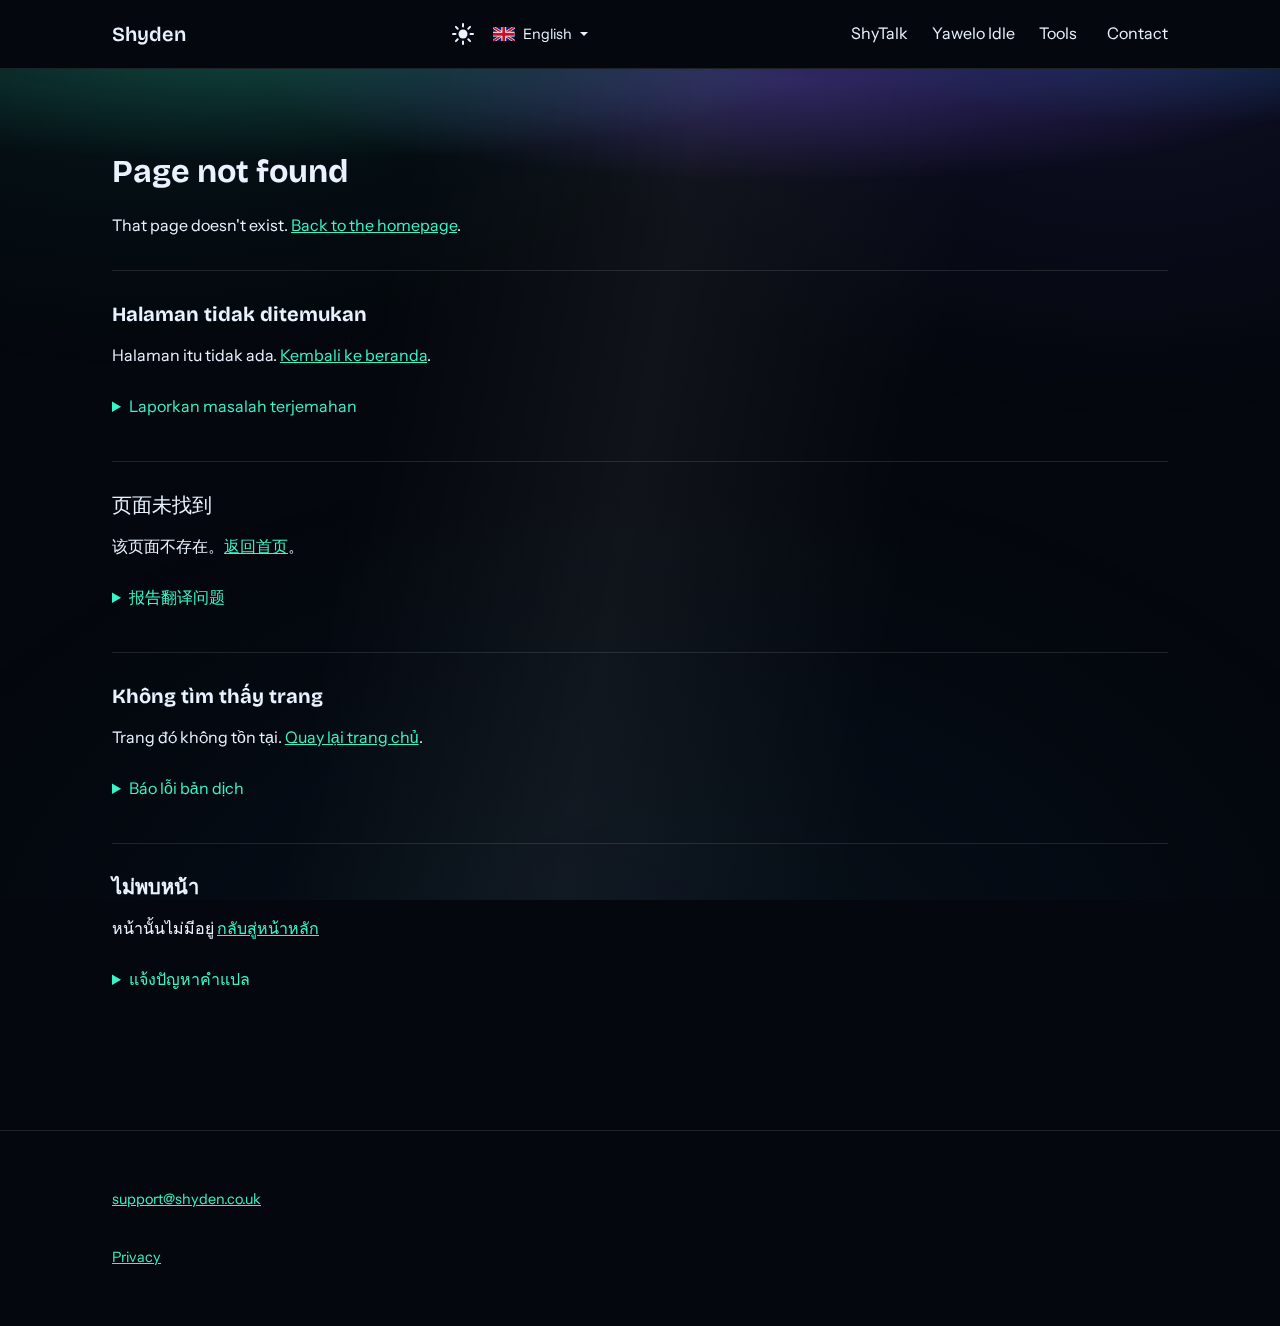 Shyden
English
ShyTalk
Yawelo Idle
Tools
Contact
Page not found
That page doesn't exist. Back to the homepage.
Halaman tidak ditemukan
Halaman itu tidak ada. Kembali ke beranda.
Laporkan masalah terjemahan
页面未找到
该页面不存在。返回首页。
报告翻译问题
Không tìm thấy trang
Trang đó không tồn tại. Quay lại trang chủ.
Báo lỗi bản dịch
ไม่พบหน้า
หน้านั้นไม่มีอยู่ กลับสู่หน้าหลัก
แจ้งปัญหาคำแปล
support@shyden.co.uk
Privacy